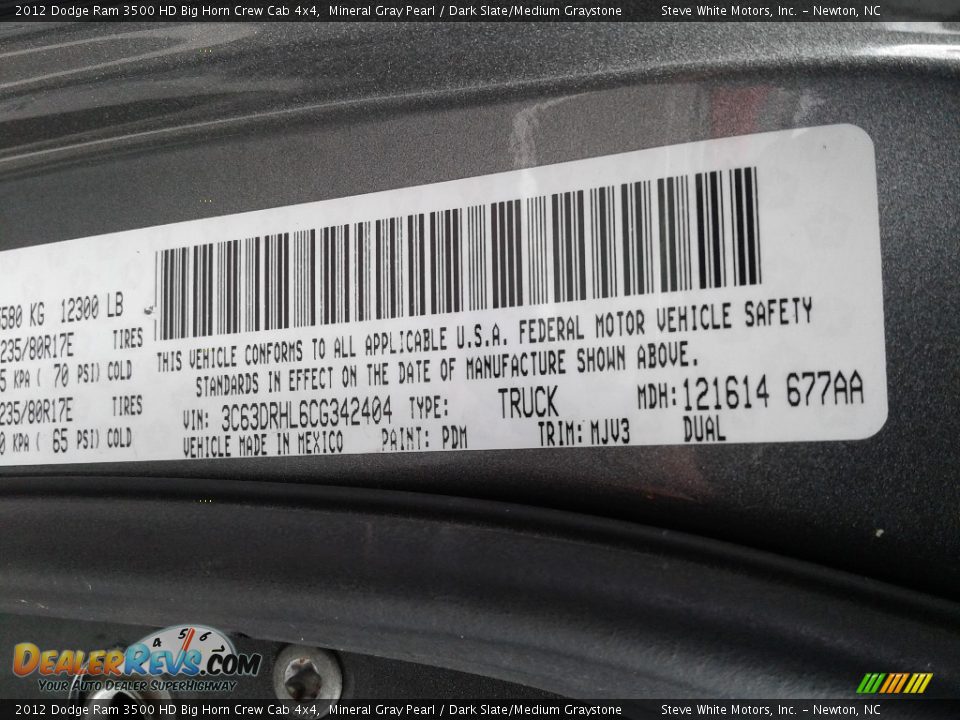 2012 Dodge Ram 3500 HD Big Horn Crew Cab 4x4, Mineral Gray Pearl / Dark Slate/Medium Graystone Steve White Motors, Inc. – Newton, NC
580 KG 12300 LB
235/80R17E TIRES
KPA ( 70 PSI) COLD
235/80R17E TIRES
KPA ( 65 PSI) COLD
THIS VEHICLE CONFORMS TO ALL APPLICABLE U.S.A. FEDERAL MOTOR VEHICLE SAFETY
STANDARDS IN EFFECT ON THE DATE OF MANUFACTURE SHOWN ABOVE.
VIN: 3C63DRHL6CG342404 TYPE: TRUCK MDH:121614 677AA
VEHICLE MADE IN MEXICO PAINT: PDM TRIM: MJV3 DUAL
4 5 6
DEALERREVS.COM
YOUR AUTO DEALER SUPERHIGHWAY
2012 Dodge Ram 3500 HD Big Horn Crew Cab 4x4, Mineral Gray Pearl / Dark Slate/Medium Graystone Steve White Motors, Inc. – Newton, NC